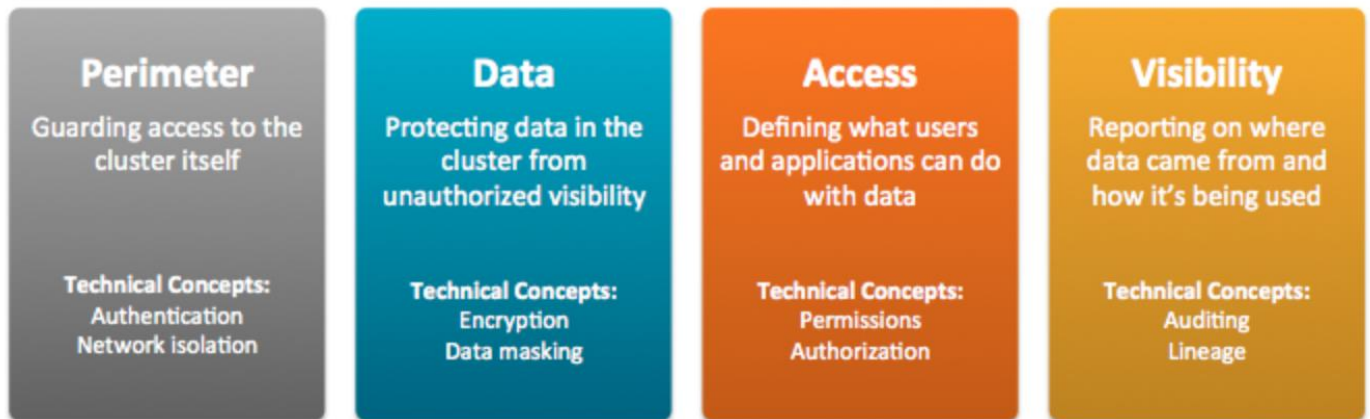 Perimeter
Guarding access to the
cluster itself
Technical Concepts:
Authentication
Network isolation
Data
Protecting data in the
cluster from
unauthorized visibility
Technical Concepts:
Encryption
Data masking
Access
Defining what users
and applications can do
with data
Technical Concepts:
Permissions
Authorization
Visibility
Reporting on where
data came from and
how it's being used
Technical Concepts:
Auditing
Lineage